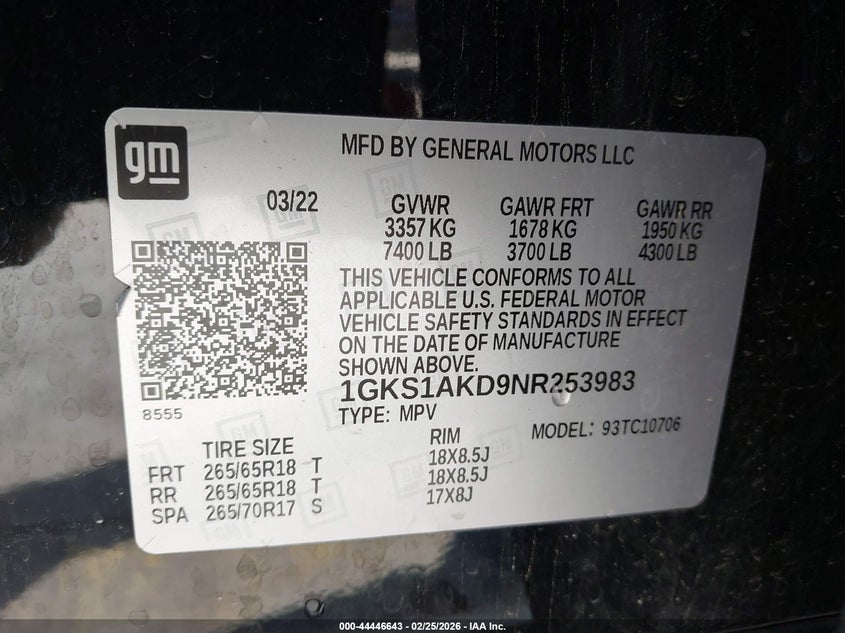 gm
MFD BY GENERAL MOTORS LLC
03/22 GVWR GAWR FRT GAWR RR
3357 KG 1678 KG 1950 KG
7400 LB 3700 LB 4300 LB
THIS VEHICLE CONFORMS TO ALL
APPLICABLE U.S. FEDERAL MOTOR
VEHICLE SAFETY STANDARDS IN EFFECT
ON THE DATE OF MANUFACTURE
SHOWN ABOVE.
1GKS1AKD9NR253983
8555
TYPE: MPV
MODEL: 93TC10706
TIRE SIZE RIM
FRT 265/65R18 T 18X8.5J
RR 265/65R18 T 18X8.5J
SPA 265/70R17 S 17X8J
000-44446643 / 02/25/2026 - IAA Inc.